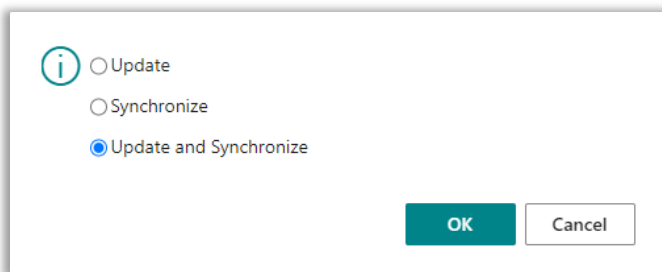 Update
Synchronize
Update and Synchronize
OK
Cancel